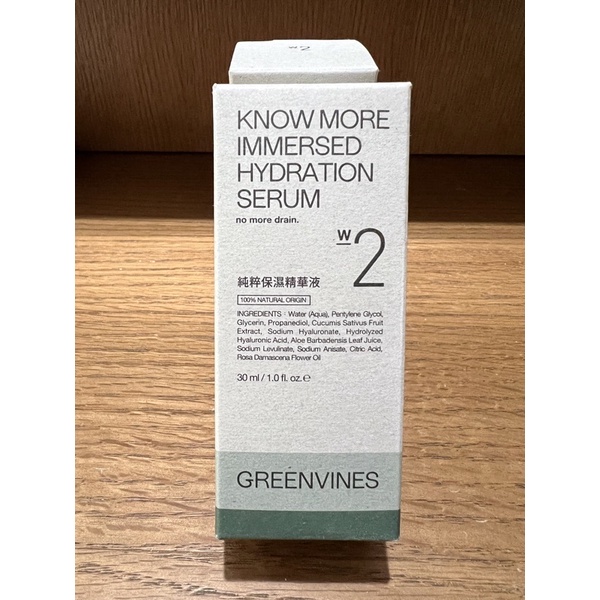 w2
KNOW MORE
IMMERSED
HYDRATION
SERUM
no more drain.
w2
純粹保濕精華液
100% NATURAL ORIGIN
INGREDIENTS : Water (Aqua), Pentylene Glycol,
Glycerin, Propanediol, Cucumis Sativus Fruit
Extract, Sodium Hyaluronate, Hydrolyzed
Hyaluronic Acid, Aloe Barbadensis Leaf Juice,
Sodium Levulinate, Sodium Anisate, Citric Acid,
Rosa Damascena Flower Oil
30 ml / 1.0 fl. oz. ℮
GREENVINES